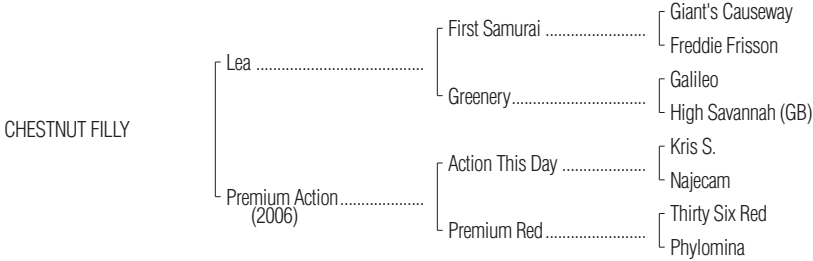 Giant's Causeway
First Samurai ........................
Freddie Frisson
Lea ........................................
Galileo
Greenery................................
High Savannah (GB)
CHESTNUT FILLY
Kris S.
Action This Day ....................
Najecam
Premium Action....................
(2006)
Thirty Six Red
Premium Red........................
Phylomina